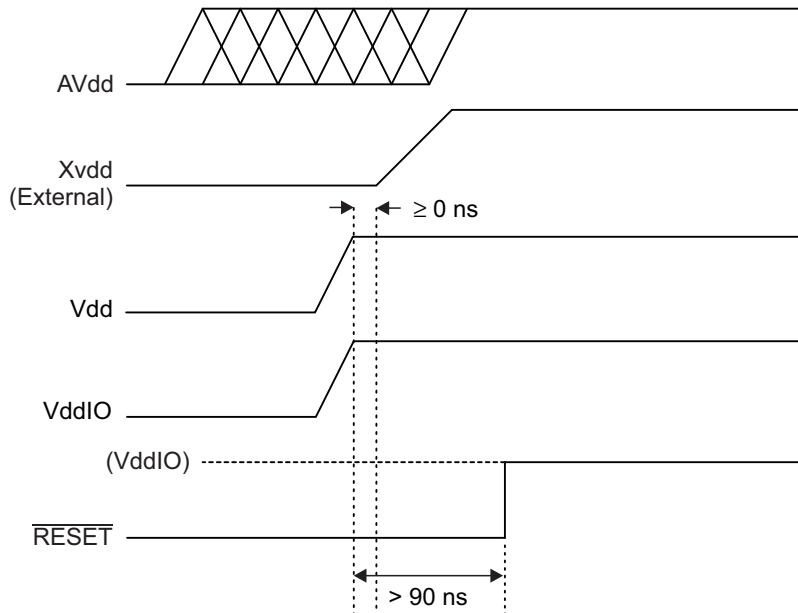 AVdd
Xvdd
(External)
≥ 0 ns
Vdd
VddIO
(VddIO)
RESET
> 90 ns